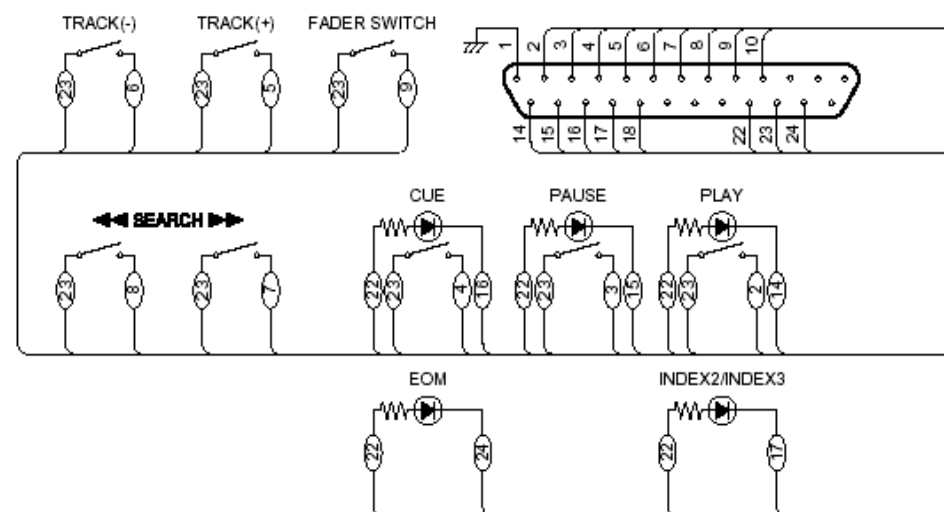 TRACK(-) TRACK(+) FADER SWITCH
1 2 3 4 5 6 7 8 9 10
23 6 23 5 23 9
14 15 16 17 18 22 23 24
CUE PAUSE PLAY
SEARCH
23 8 23 7 22 23 4 16 22 23 3 15 22 23 2 14
EOM INDEX2/INDEX3
22 24 22 17